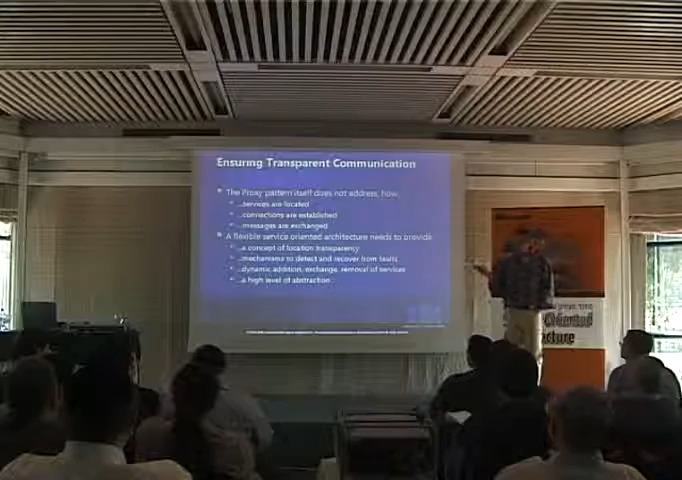 Ensuring Transparent Communication
The Proxy pattern itself does not address, how:
...services are located
...connections are established
...messages are exchanged
A flexible service oriented architecture needs to provide
...a concept of location transparency
...mechanisms to detect and recover from faults
...dynamic addition, exchange, removal of services
...a high level of abstraction
Oriented